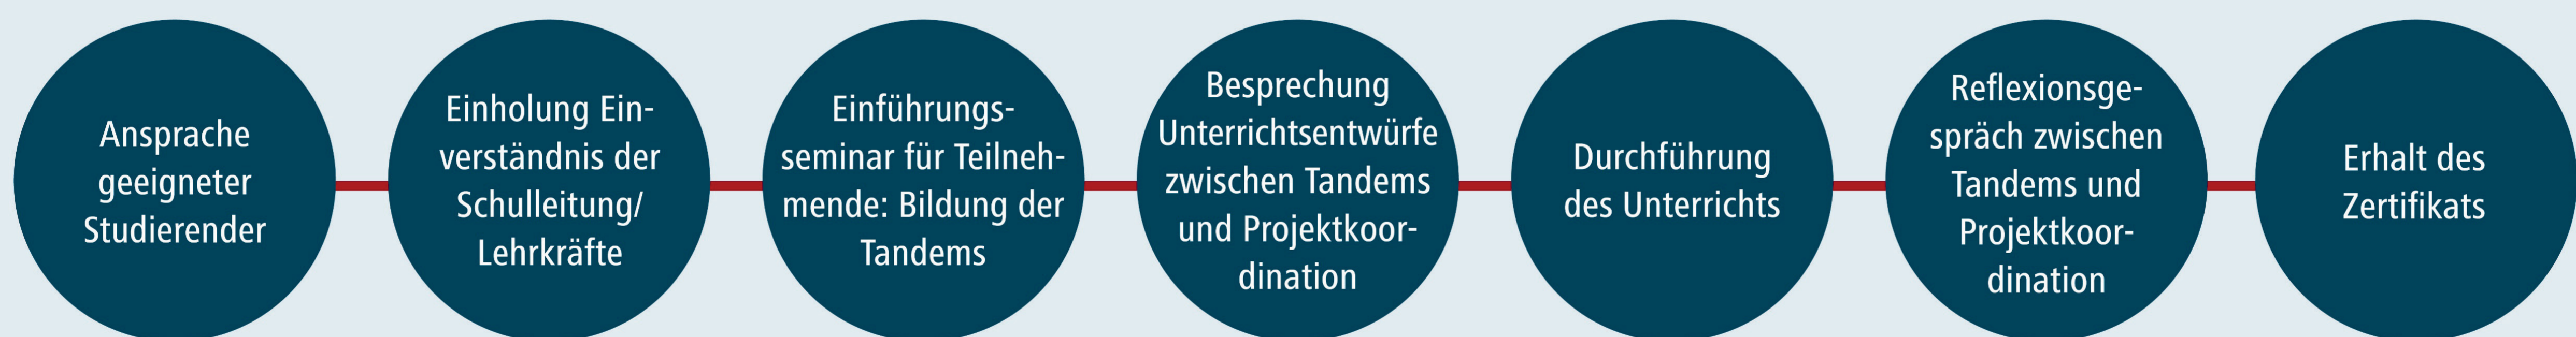 Ansprache
geeigneter
Studierender
Einholung Ein-
verständnis der
Schulleitung/
Lehrkräfte
Einführungs-
seminar für Teilneh-
mende: Bildung der
Tandems
Besprechung
Unterrichtsentwürfe
zwischen Tandems
und Projektkoor-
dination
Durchführung
des Unterrichts
Reflexionsge-
spräch zwischen
Tandems und
Projektkoor-
dination
Erhalt des
Zertifikats